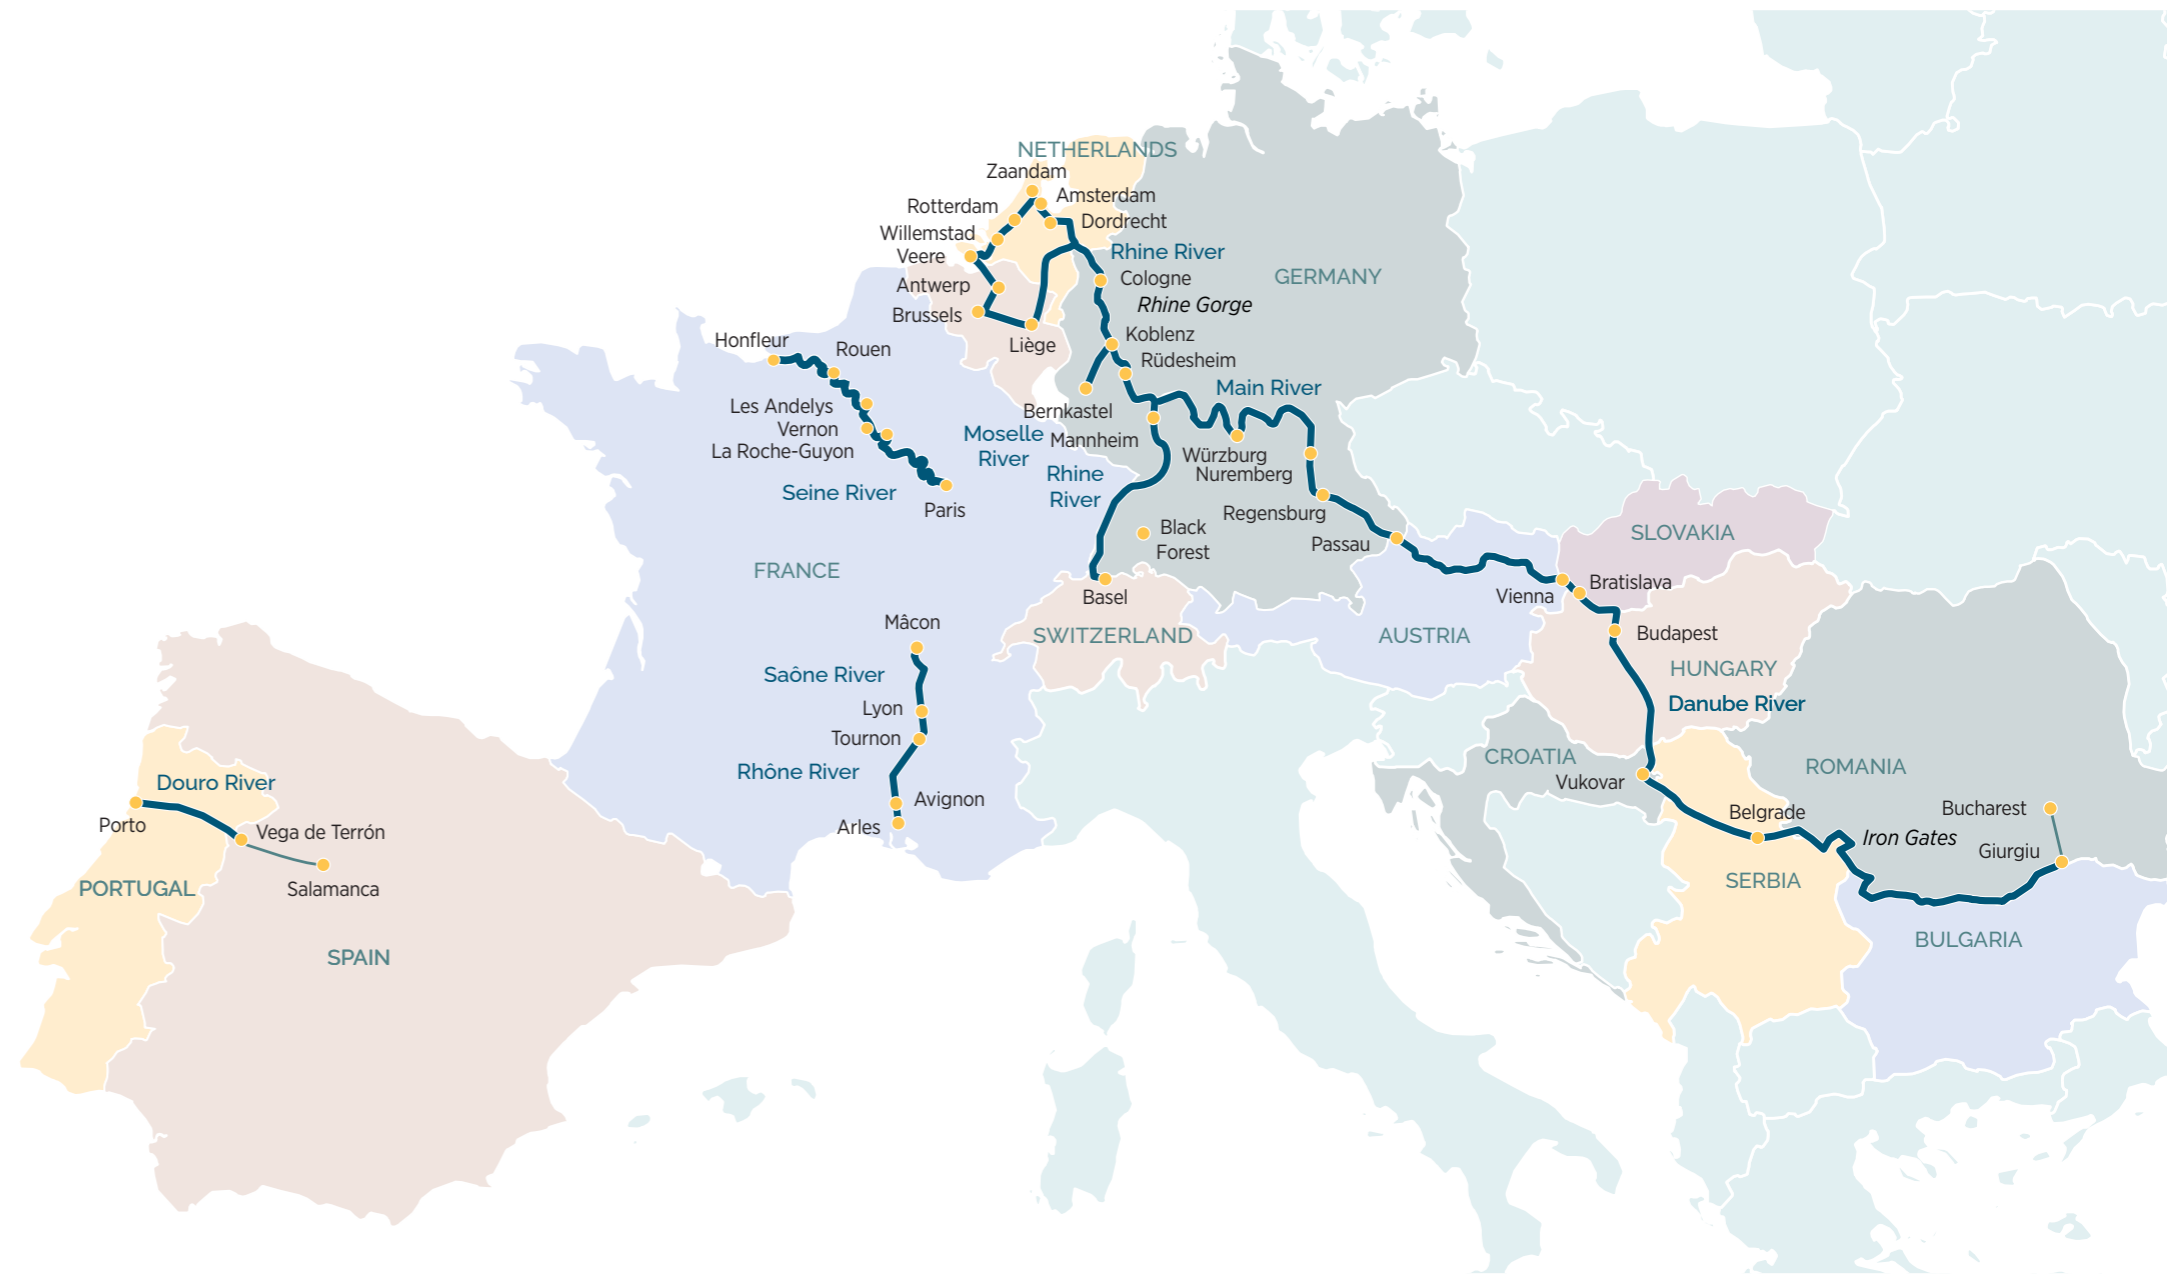 NETHERLANDS
Zaandam
Amsterdam
Rotterdam
Dordrecht
Willemstad
Veere
Rhine River
Antwerp
Cologne
GERMANY
Rhine Gorge
Brussels
Liège
Koblenz
Rüdesheim
Honfleur
Rouen
Main River
Les Andelys
Vernon
La Roche-Guyon
Bernkastel
Moselle
River
Mannheim
Würzburg
Nuremberg
Rhine
River
Seine River
Paris
Regensburg
Black
Forest
Passau
SLOVAKIA
FRANCE
Basel
Vienna
Bratislava
Mâcon
SWITZERLAND
AUSTRIA
Budapest
HUNGARY
Saône River
Danube River
Lyon
Tournon
Rhône River
CROATIA
Vukovar
ROMANIA
Douro River
Porto
Vega de Terrón
Avignon
Arles
Belgrade
Iron Gates
Bucharest
Giurgiu
PORTUGAL
Salamanca
SERBIA
SPAIN
BULGARIA